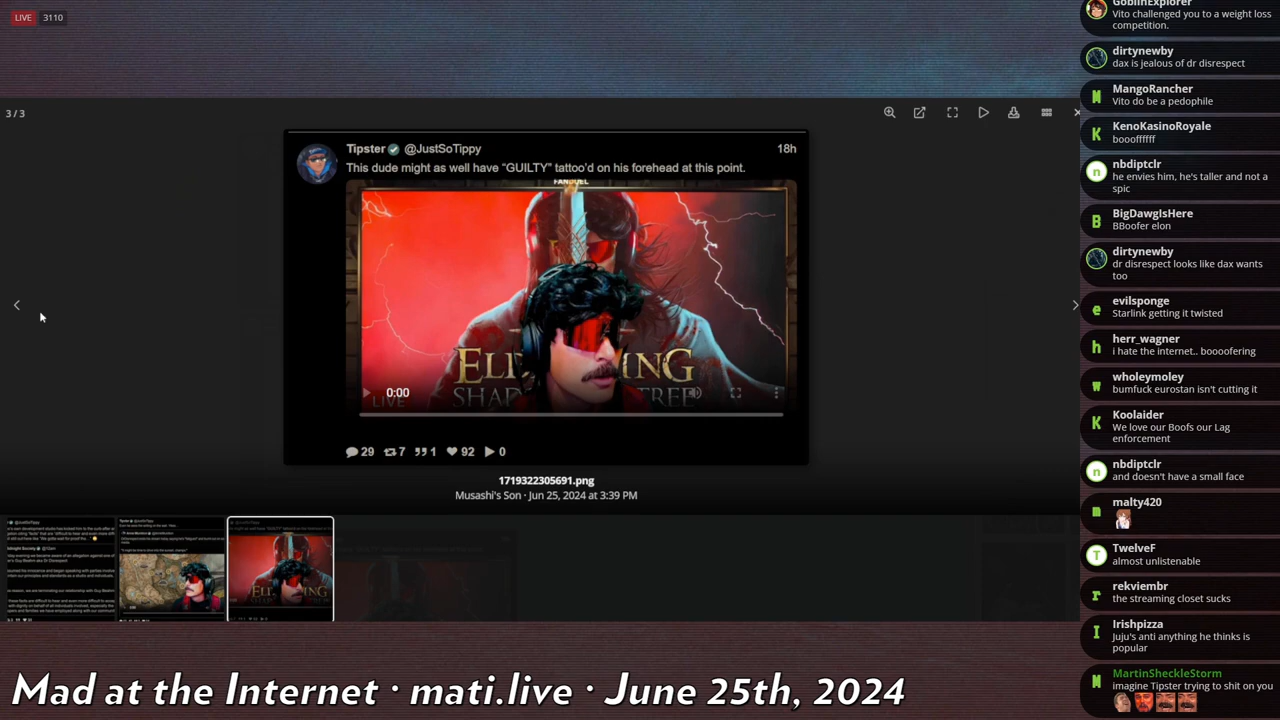 LIVE 3110
3 / 3
Tipster @JustSoTippy 18h
This dude might as well have “GUILTY” tattoo’d on his forehead at this point.
FANDUEL
0:00
LIVE
29 7 1 92 0
1719322305691.png
Musashi's Son · Jun 25, 2024 at 3:39 PM
GoblinExplorer
Vito challenged you to a weight loss
competition.
dirtynewby
dax is jealous of dr disrespect
MangoRancher
Vito do be a pedophile
KenoKasinoRoyale
boooffffff
nbdiptclr
he envies him, he's taller and not a
spic
BigDawgIsHere
BBoofer elon
dirtynewby
dr disrespect looks like dax wants
too
evilsponge
Starlink getting it twisted
herr_wagner
i hate the internet.. boooofering
wholeymoley
bumfuck eurostan isn't cutting it
Koolaider
We love our Boofs our Lag
enforcement
nbdiptclr
and doesn't have a small face
malty420
TwelveF
almost unlistenable
rekviembr
the streaming closet sucks
Irishpizza
Juju's anti anything he thinks is
popular
MartinSheckleStorm
imagine Tipster trying to shit on you
Mad at the Internet · mati.live · June 25th, 2024